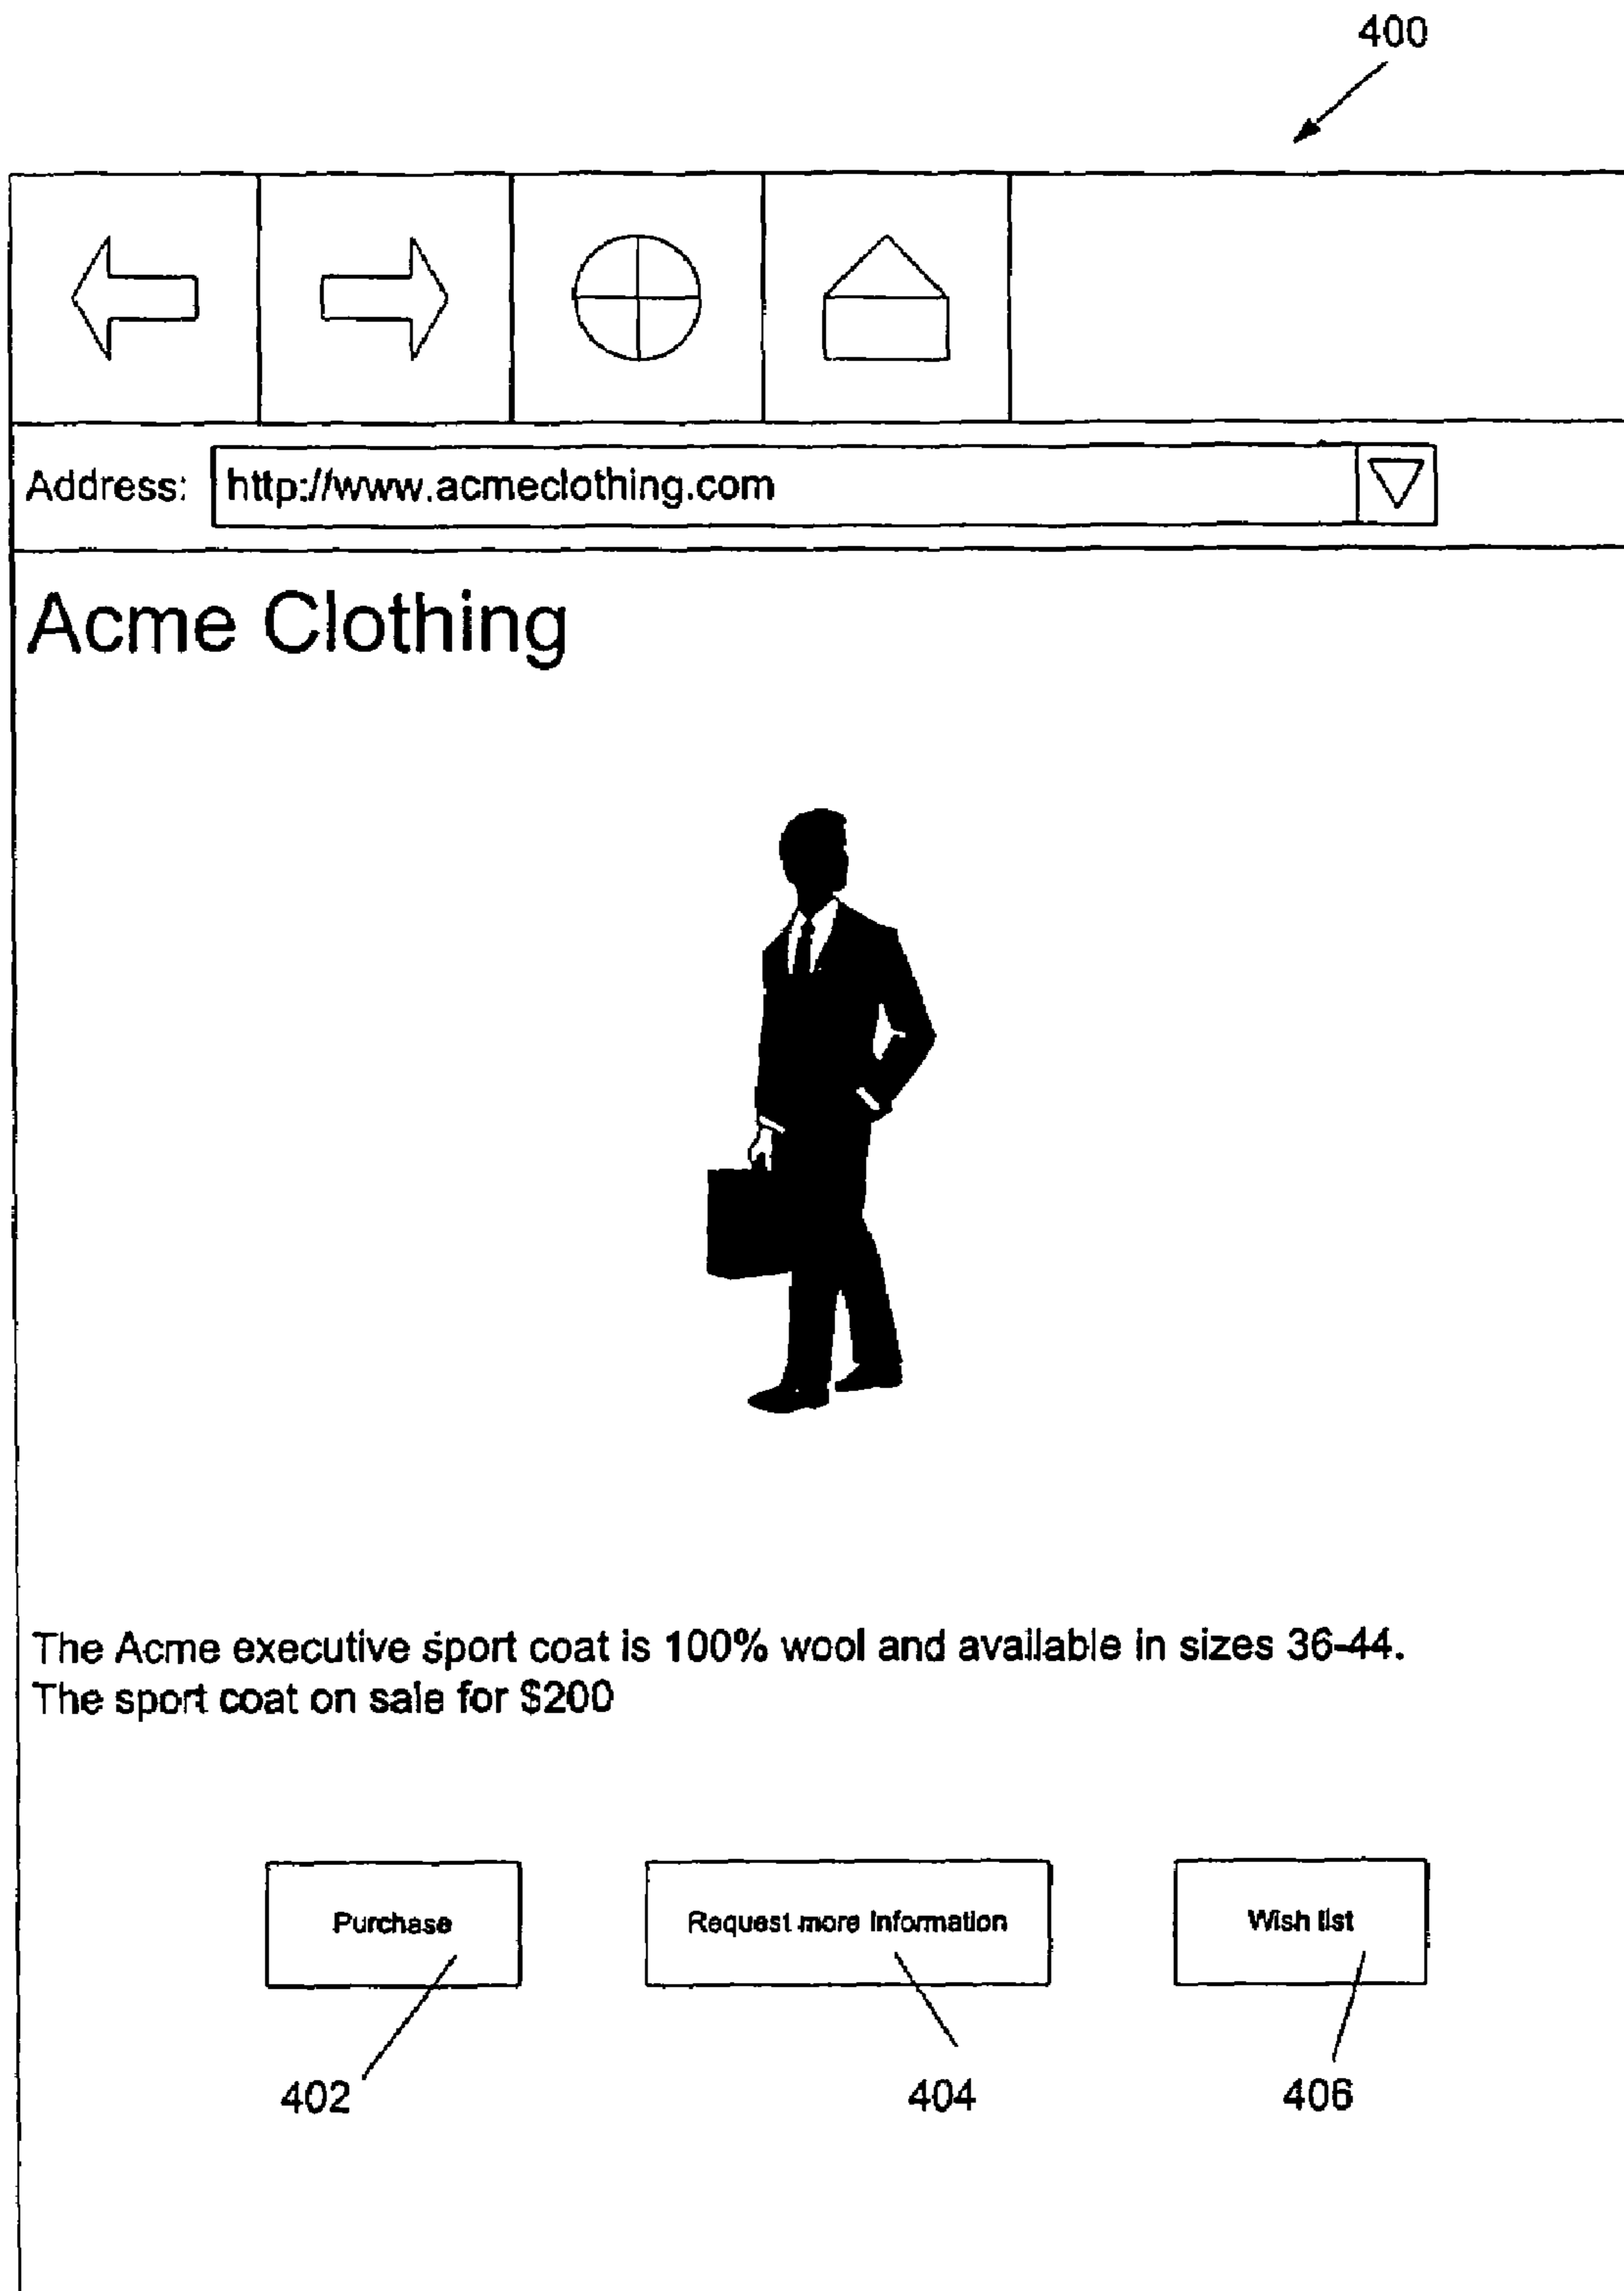 400
Address: http://www.acmeclothing.com
Acme Clothing
The Acme executive sport coat is 100% wool and available in sizes 36-44.
The sport coat on sale for $200
Purchase
Request more Information
Wish list
402
404
406